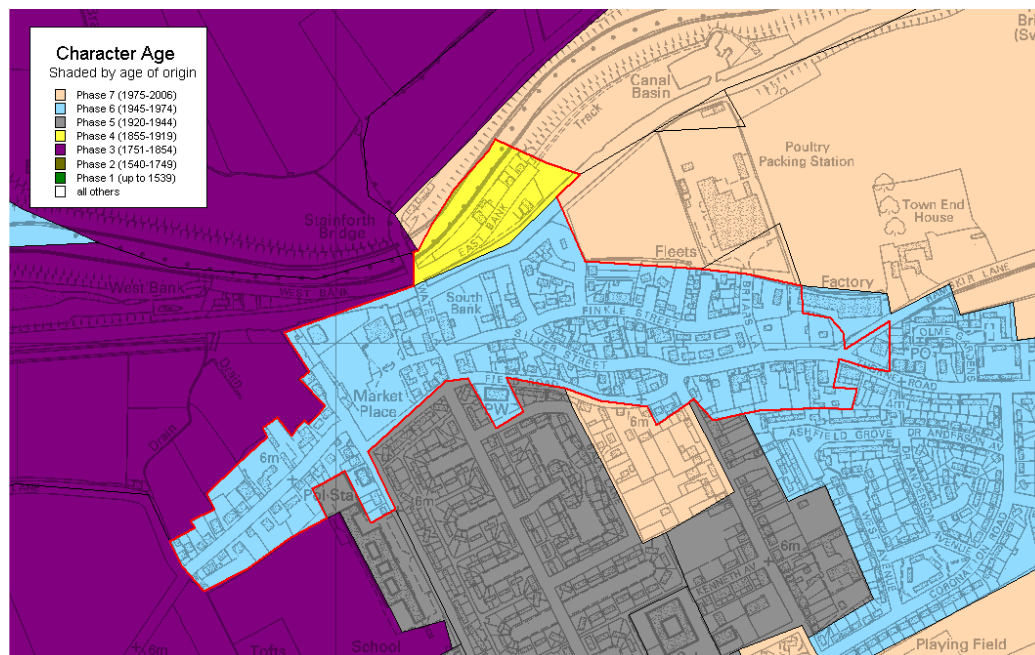 Character Age
Shaded by age of origin
Phase 7 (1975-2006)
Phase 6 (1945-1974)
Phase 5 (1920-1944)
Phase 4 (1855-1919)
Phase 3 (1751-1854)
Phase 2 (1540-1749)
Phase 1 (up to 1539)
all others
Canal
Basin
Track
Poultry
Packing Station
Town End
House
Stainforth
Bridge
EAST BANK
West Bank
WEST BANK
Fleets
Factory
South
Bank
FINKLE STREET
BRIARS
SILVER STREET
Drain
Market
Place
PW
PO
ROAD
6m
ASHFIELD GROVE
6m
Drain
6m
Pol Sta
6m
6m
KENNETH AV
AVENUE
CORONATION ROAD
Tofts
School
Playing Field
6m